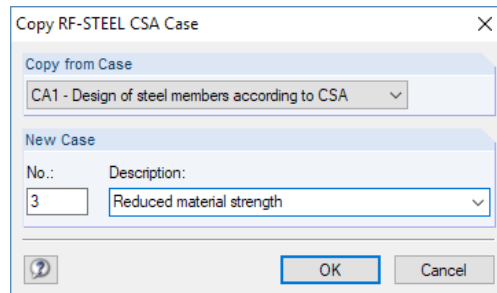 Copy RF-STEEL CSA Case
Copy from Case
CA1 - Design of steel members according to CSA
New Case
No.: Description:
3 Reduced material strength
OK Cancel